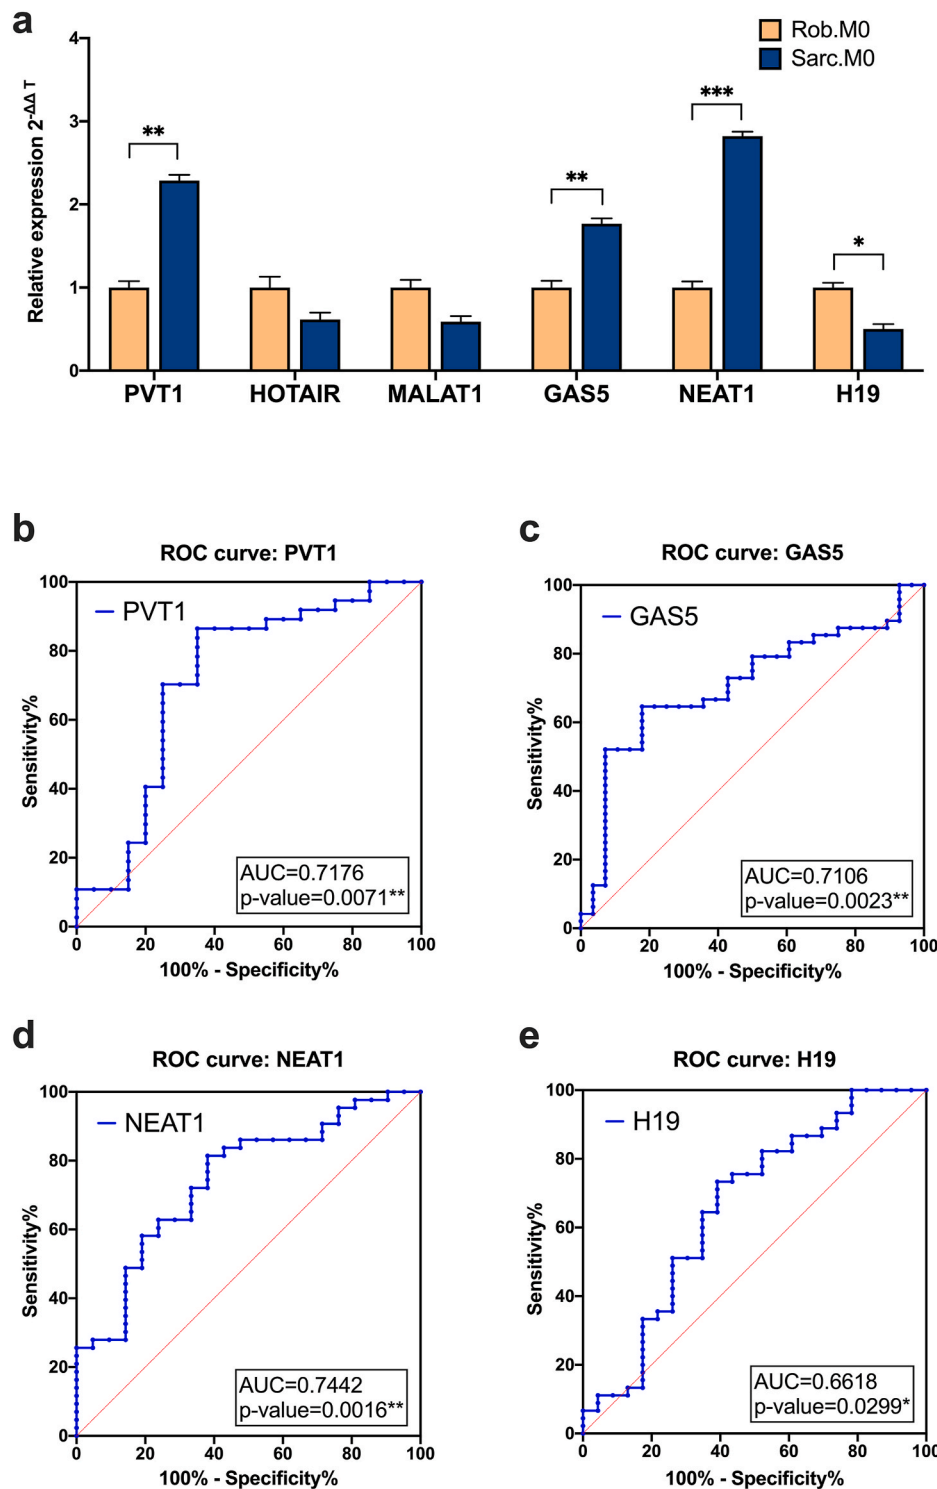 a
Rob.M0
Sarc.M0
Relative expression 2-ΔΔ T
4
3
2
1
0
**
**
***
*
PVT1 HOTAIR MALAT1 GAS5 NEAT1 H19
b
ROC curve: PVT1
PVT1
Sensitivity%
100
80
60
40
20
0
AUC=0.7176
p-value=0.0071**
0 20 40 60 80 100
100% - Specificity%
c
ROC curve: GAS5
GAS5
Sensitivity%
100
80
60
40
20
0
AUC=0.7106
p-value=0.0023**
0 20 40 60 80 100
100% - Specificity%
d
ROC curve: NEAT1
NEAT1
Sensitivity%
100
80
60
40
20
0
AUC=0.7442
p-value=0.0016**
0 20 40 60 80 100
100% - Specificity%
e
ROC curve: H19
H19
Sensitivity%
100
80
60
40
20
0
AUC=0.6618
p-value=0.0299*
0 20 40 60 80 100
100% - Specificity%